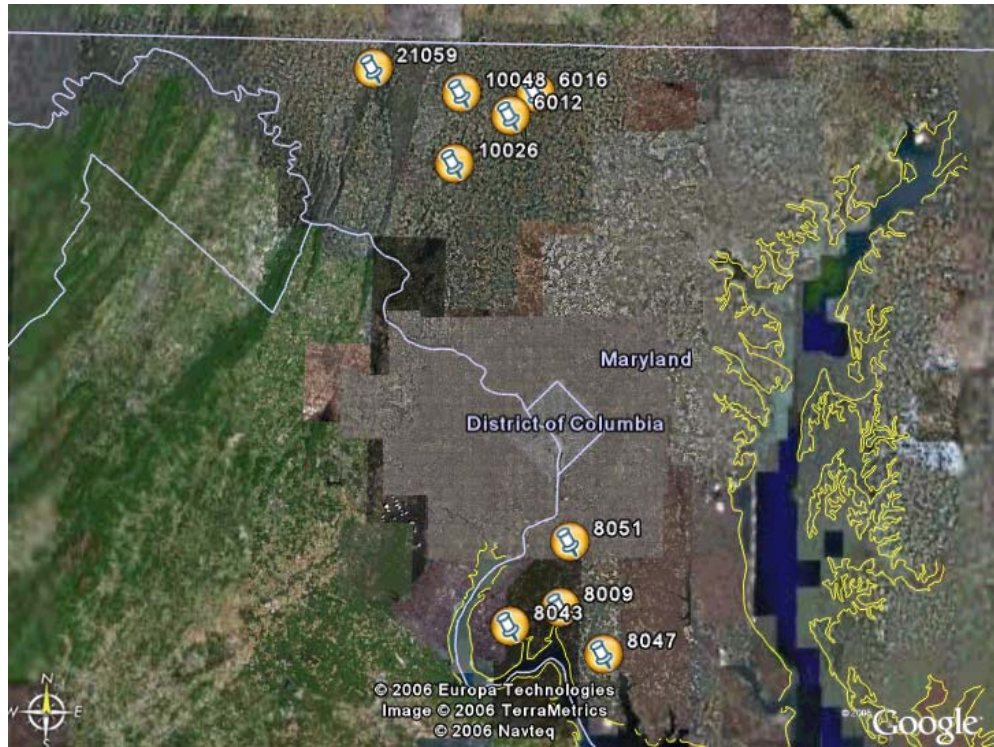 21059
10048
6016
6012
10026
Maryland
District of Columbia
8051
8009
8043
8047
N
W
E
S
© 2006 Europa Technologies
Image © 2006 TerraMetrics
© 2006 Navteq
© 2005
Google